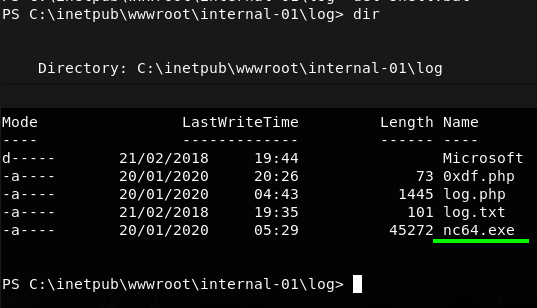 PS C:\inetpub\wwwroot\internal-01\log> dir
Directory: C:\inetpub\wwwroot\internal-01\log
Mode LastWriteTime Length Name
---- ------------- ------ ----
d----- 21/02/2018 19:44 Microsoft
-a---- 20/01/2020 20:26 73 0xdf.php
-a---- 20/01/2020 04:43 1445 log.php
-a---- 21/02/2018 19:35 101 log.txt
-a---- 20/01/2020 05:29 45272 nc64.exe
PS C:\inetpub\wwwroot\internal-01\log>